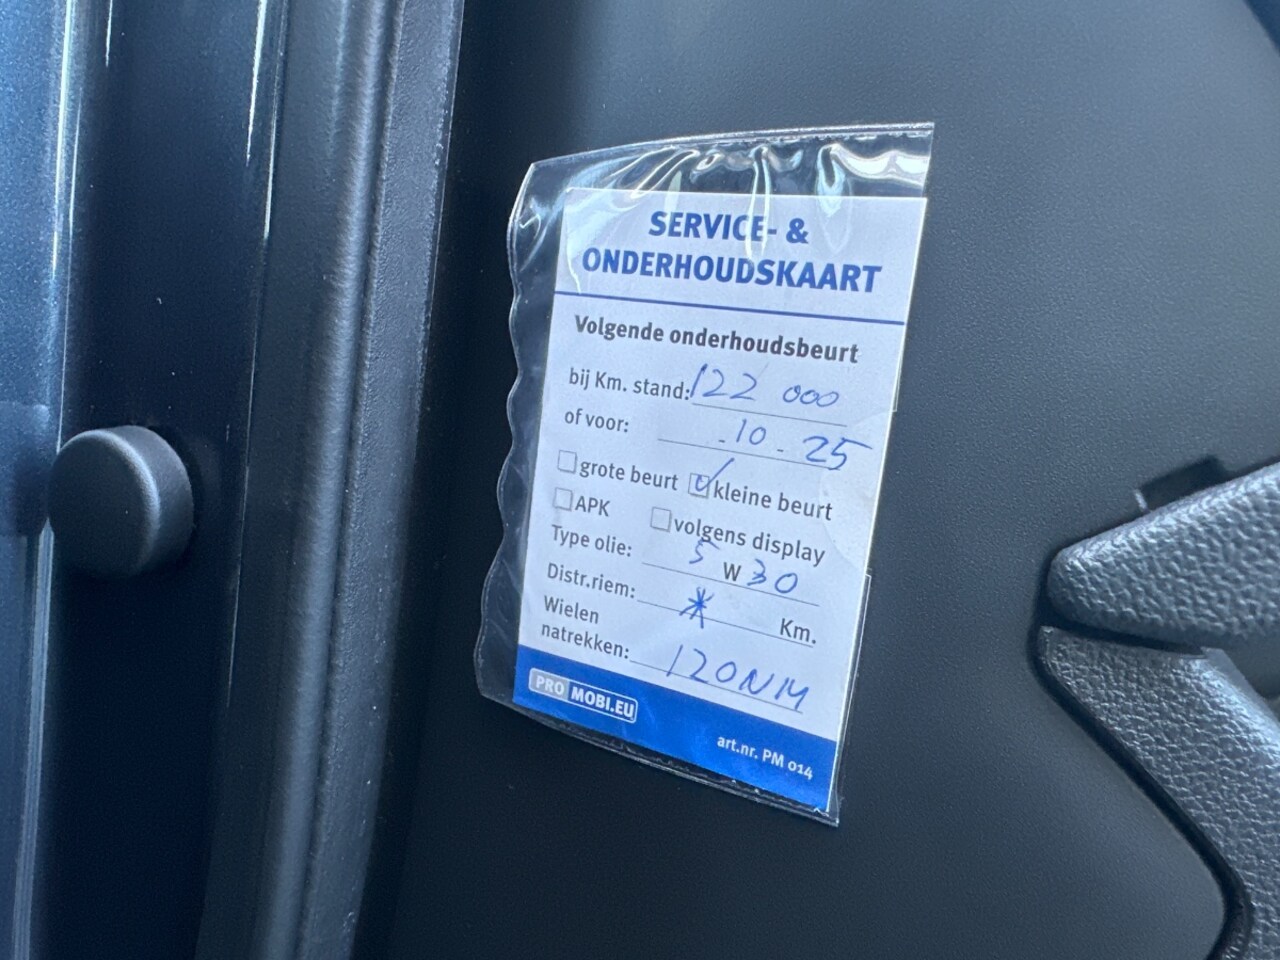 SERVICE- &
ONDERHOUDSKAART
Volgende onderhoudsbeurt
bij Km. stand: 122 000
of voor: .10 . 25
grote beurt kleine beurt
APK volgens display
Type olie: 5 W 30
Distr.riem: * Km.
Wielen
natrekken: 120NM
PRO MOBI.EU
art.nr. PM 014